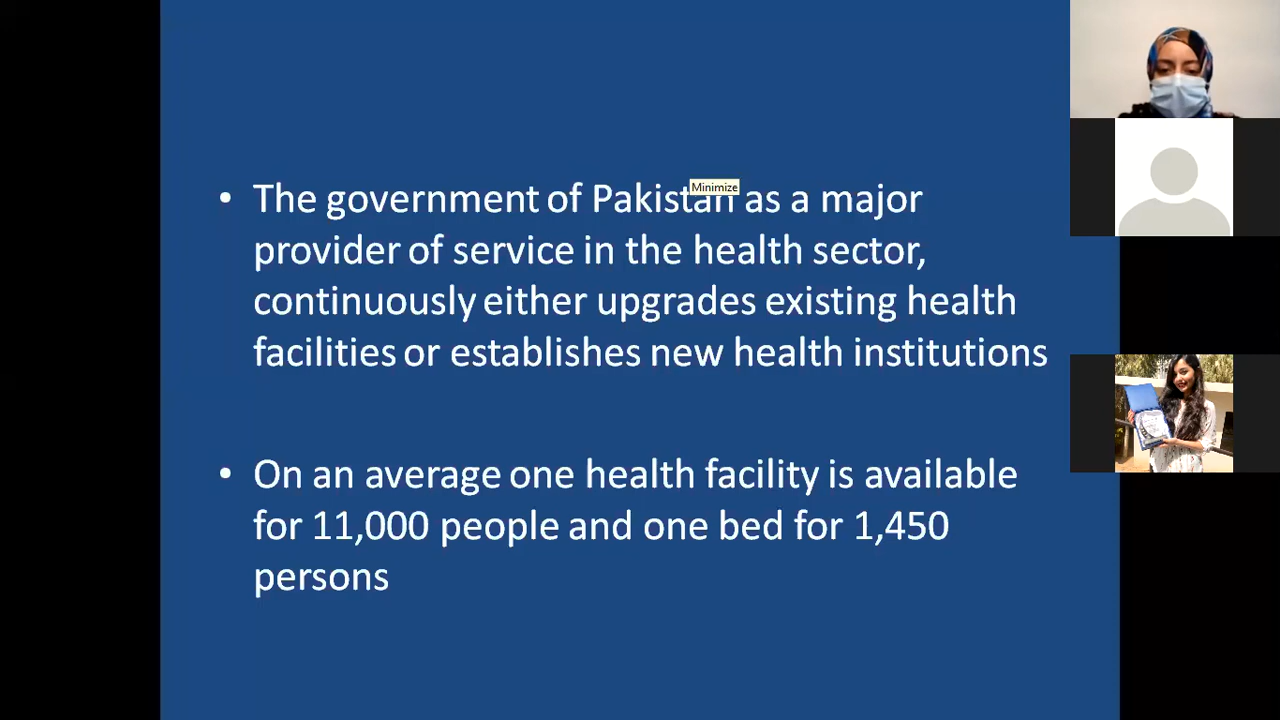 • The government of Pakistan as a major
Minimize
provider of service in the health sector,
continuously either upgrades existing health
facilities or establishes new health institutions
• On an average one health facility is available
for 11,000 people and one bed for 1,450
persons